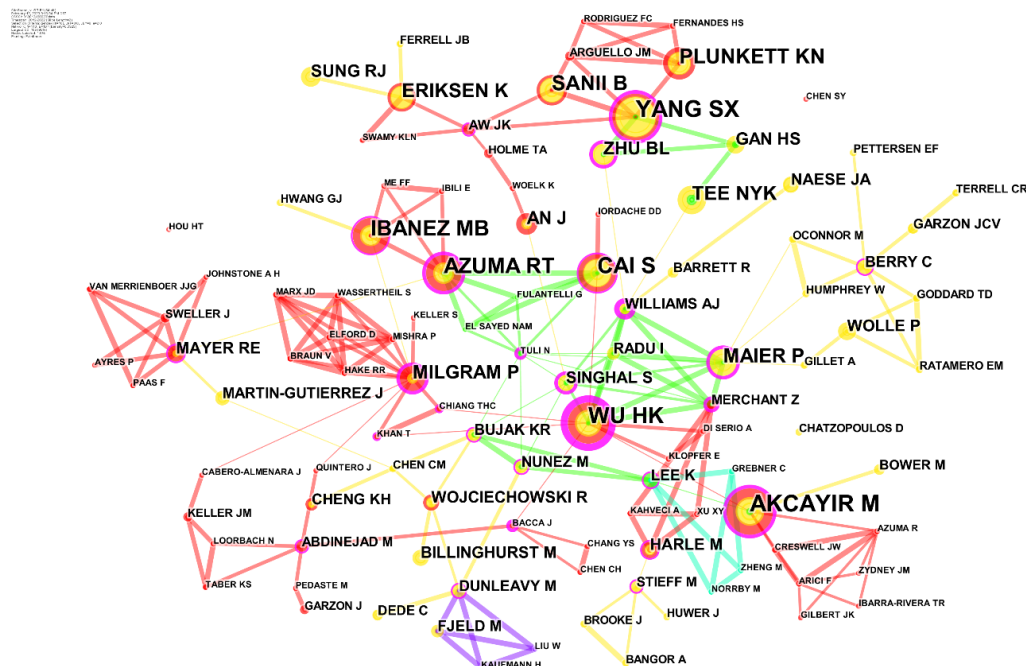 RODRIGUEZ FC
FERNANDES HS
FERRELL JB
ARGUELLO JM
PLUNKETT KN
SUNG RJ
SANII B
ERIKSEN K
CHEN SY
YANG SX
AW JK
SWAMY KLN
GAN HS
ZHU BL
HOLME TA
PETTERSEN EF
NAESE JA
ME FF
IBILI E
WOELK K
TERRELL CR
HWANG GJ
TEE NYK
AN J
IORDACHE DD
GARZON JCV
HOU HT
IBANEZ MB
OCONNOR M
AZUMA RT
CAI S
BERRY C
BARRETT R
JOHNSTONE A H
VAN MERRIENBOER JJG
MARX JD
WASSERTHEIL S
FULANTELLI G
HUMPHREY W
GODDARD TD
WILLIAMS AJ
SWELLER J
KELLER S
EL SAYED NAM
WOLLE P
ELFORD D
MISHRA P
RADU I
MAYER RE
TULI N
MAIER P
AYRES P
BRAUN V
GILLET A
RATAMERO EM
HAKE RR
MILGRAM P
SINGHAL S
PAAS F
MARTIN-GUTIERREZ J
MERCHANT Z
CHIANG THC
WU HK
DI SERIO A
CHATZOPOULOS D
KHAN T
BUJAK KR
KLOPFER E
NUNEZ M
CHEN CM
GREBNER C
BOWER M
CABERO-ALMENARA J
QUINTERO J
LEE K
CHENG KH
WOJCIECHOWSKI R
AKCAYIR M
KELLER JM
KAHVECI A
XU XY
BACCA J
AZUMA R
LOORBACH N
ABDINEJAD M
CHANG YS
HARLE M
CRESWELL JW
BILLINGHURST M
CHEN CH
ZHENG M
ZYDNEY JM
TABER KS
PEDASTE M
STIEFF M
NORRBY M
ARICI F
DUNLEAVY M
IBARRA-RIVERA TR
GARZON J
DEDE C
HUWER J
GILBERT JK
FJELD M
BROOKE J
LIU W
BANGOR A
KAUFMANN H